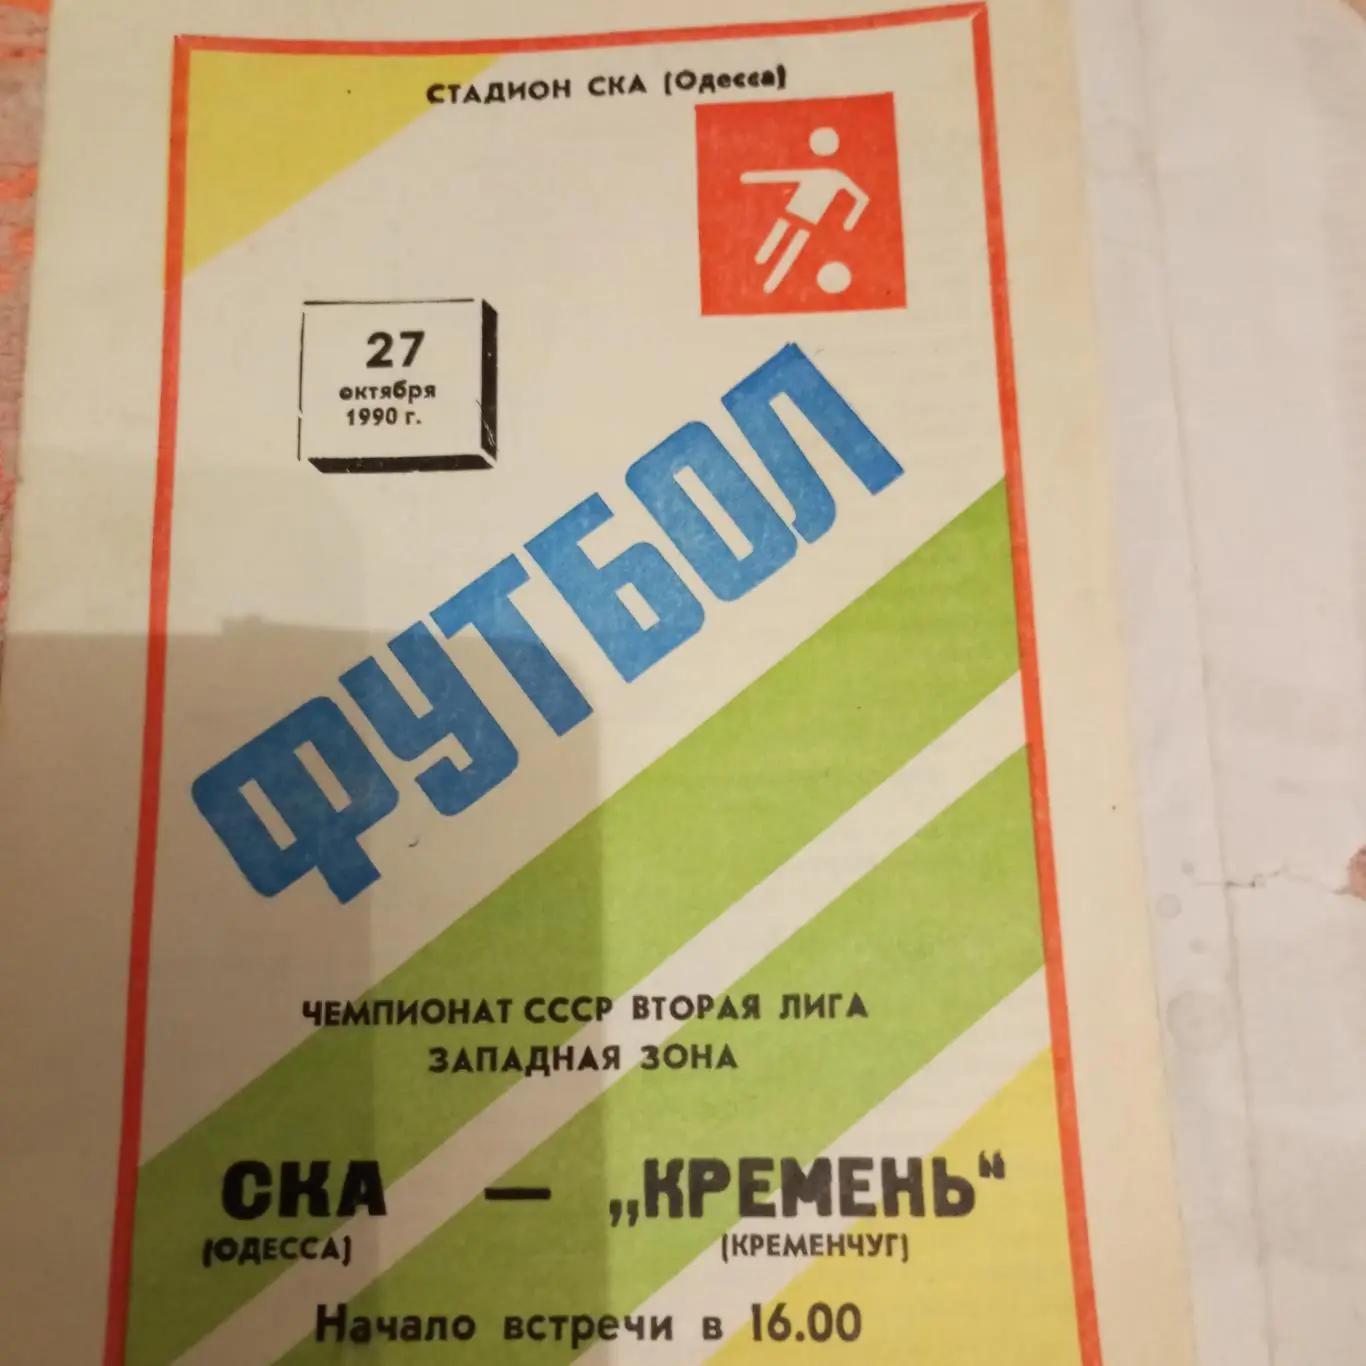 СТАДИОН СКА (Одесса)
27
октября
1990 г.
ФУТБОЛ
ЧЕМПИОНАТ СССР ВТОРАЯ ЛИГА
ЗАПАДНАЯ ЗОНА
СКА — „КРЕМЕНЬ“
(ОДЕССА) (КРЕМЕНЧУГ)
Начало встречи в 16.00